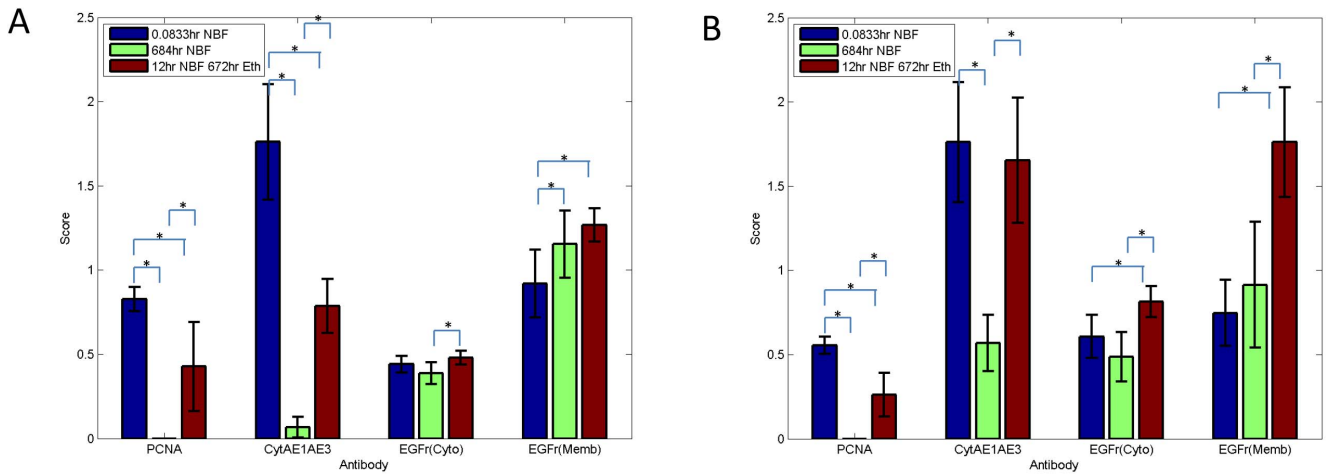 A
2.5
2
1.5
1
0.5
0
Score
0.0833hr NBF
684hr NBF
12hr NBF 672hr Eth
*
*
*
*
*
*
*
*
*
PCNA CytAE1AE3 EGFr(Cyto) EGFr(Memb)
Antibody
B
2.5
2
1.5
1
0.5
0
Score
0.0833hr NBF
684hr NBF
12hr NBF 672hr Eth
*
*
*
*
*
*
*
*
*
PCNA CytAE1AE3 EGFr(Cyto) EGFr(Memb)
Antibody